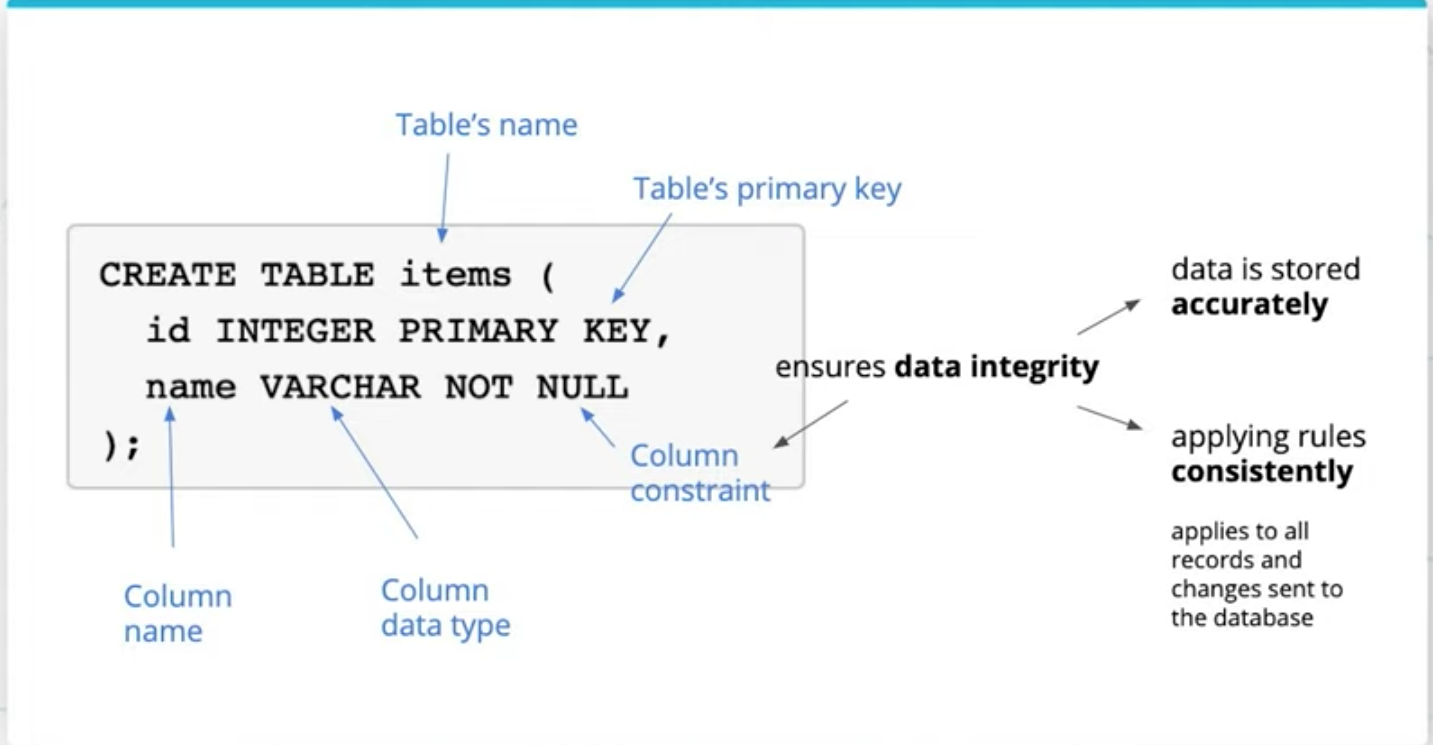 Table's name
Table's primary key
CREATE TABLE items (
id INTEGER PRIMARY KEY,
name VARCHAR NOT NULL
);
Column
constraint
Column
name
Column
data type
ensures data integrity
data is stored
accurately
applying rules
consistently
applies to all
records and
changes sent to
the database